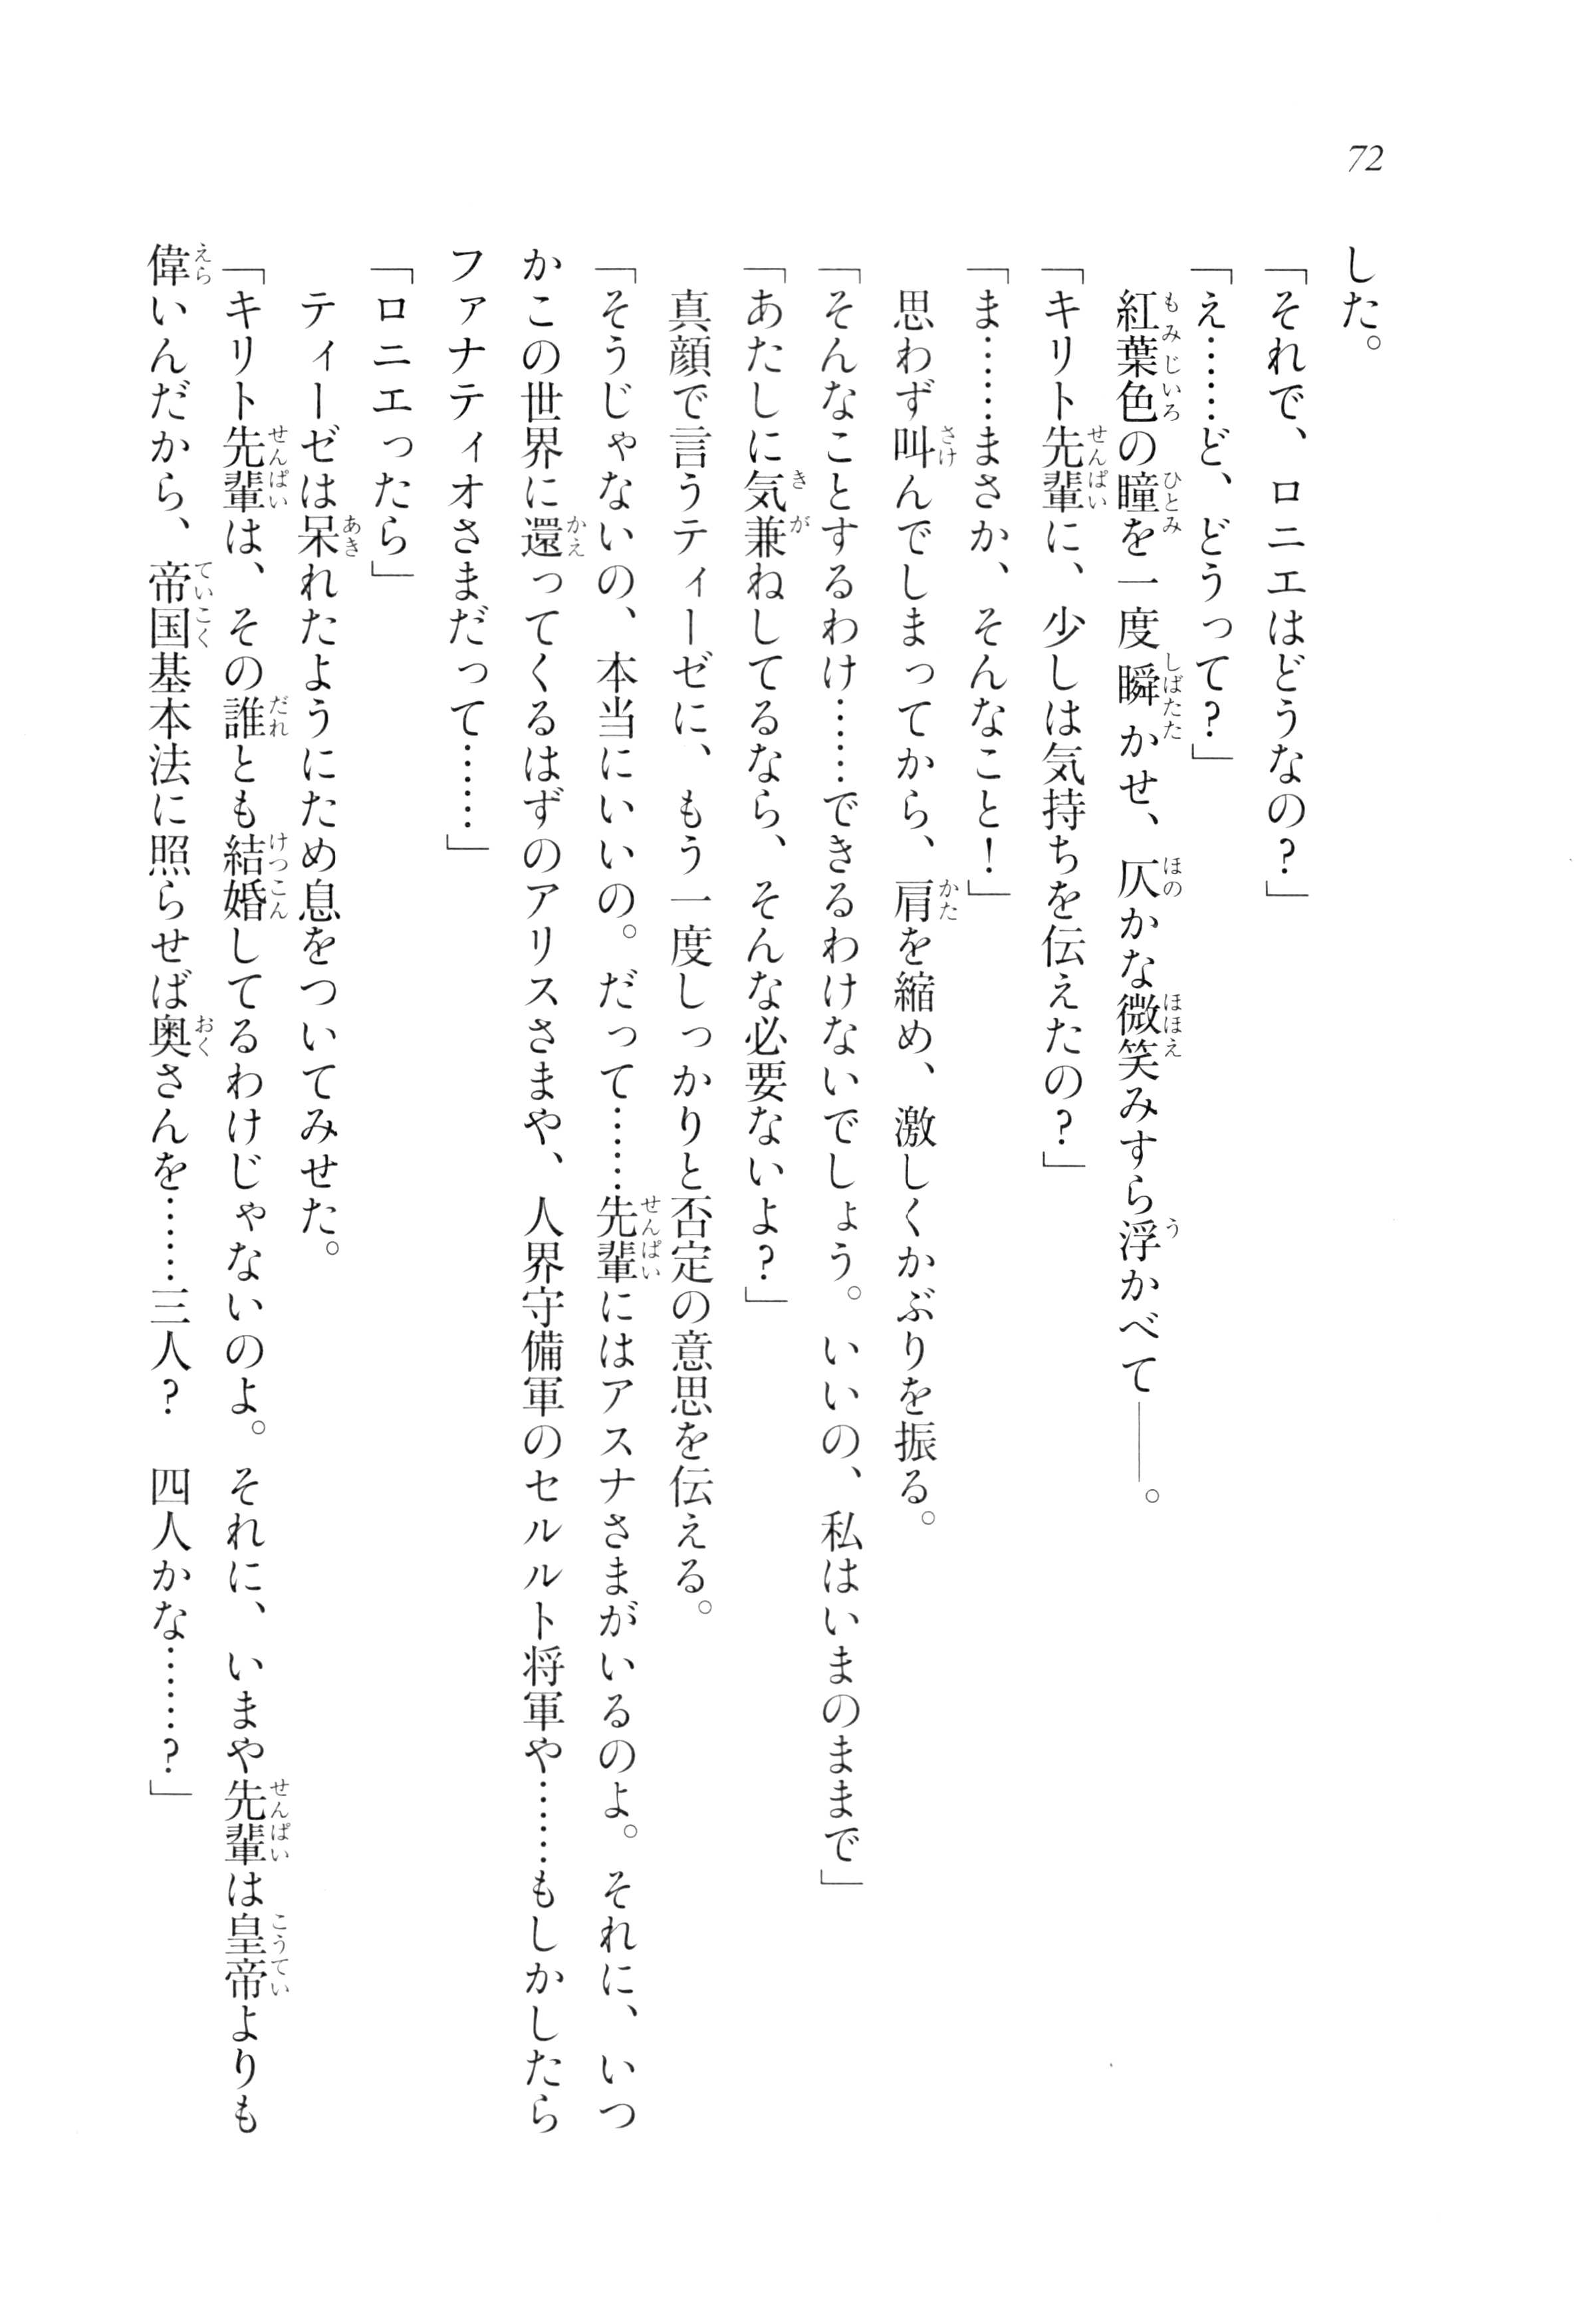 72
した。
「それで、ロニエはどうなの？」
「え……ど、どうって？」
紅葉色の瞳を一度瞬かせ、仄かな微笑みすら浮かべて――。
「キリト先輩に、少しは気持ちを伝えたの？」
「ま……まさか、そんなこと！」
思わず叫んでしまってから、肩を縮め、激しくかぶりを振る。
「そんなことするわけ……できるわけないでしょう。いいの、私はいまのままで」
「あたしに気兼ねしてるなら、そんな必要ないよ？」
真顔で言うティーゼに、もう一度しっかりと否定の意思を伝える。
「そうじゃないの、本当にいいの。だって……先輩にはアスナさまがいるのよ。それに、いつ
かこの世界に還ってくるはずのアリスさまや、人界守備軍のセルルト将軍や……もしかしたら
ファナティオさまだって……」
「ロニエったら」
ティーゼは呆れたようにため息をついてみせた。
「キリト先輩は、その誰とも結婚してるわけじゃないのよ。それに、いまや先輩は皇帝よりも
偉いんだから、帝国基本法に照らせば奥さんを……三人？　四人かな……？」